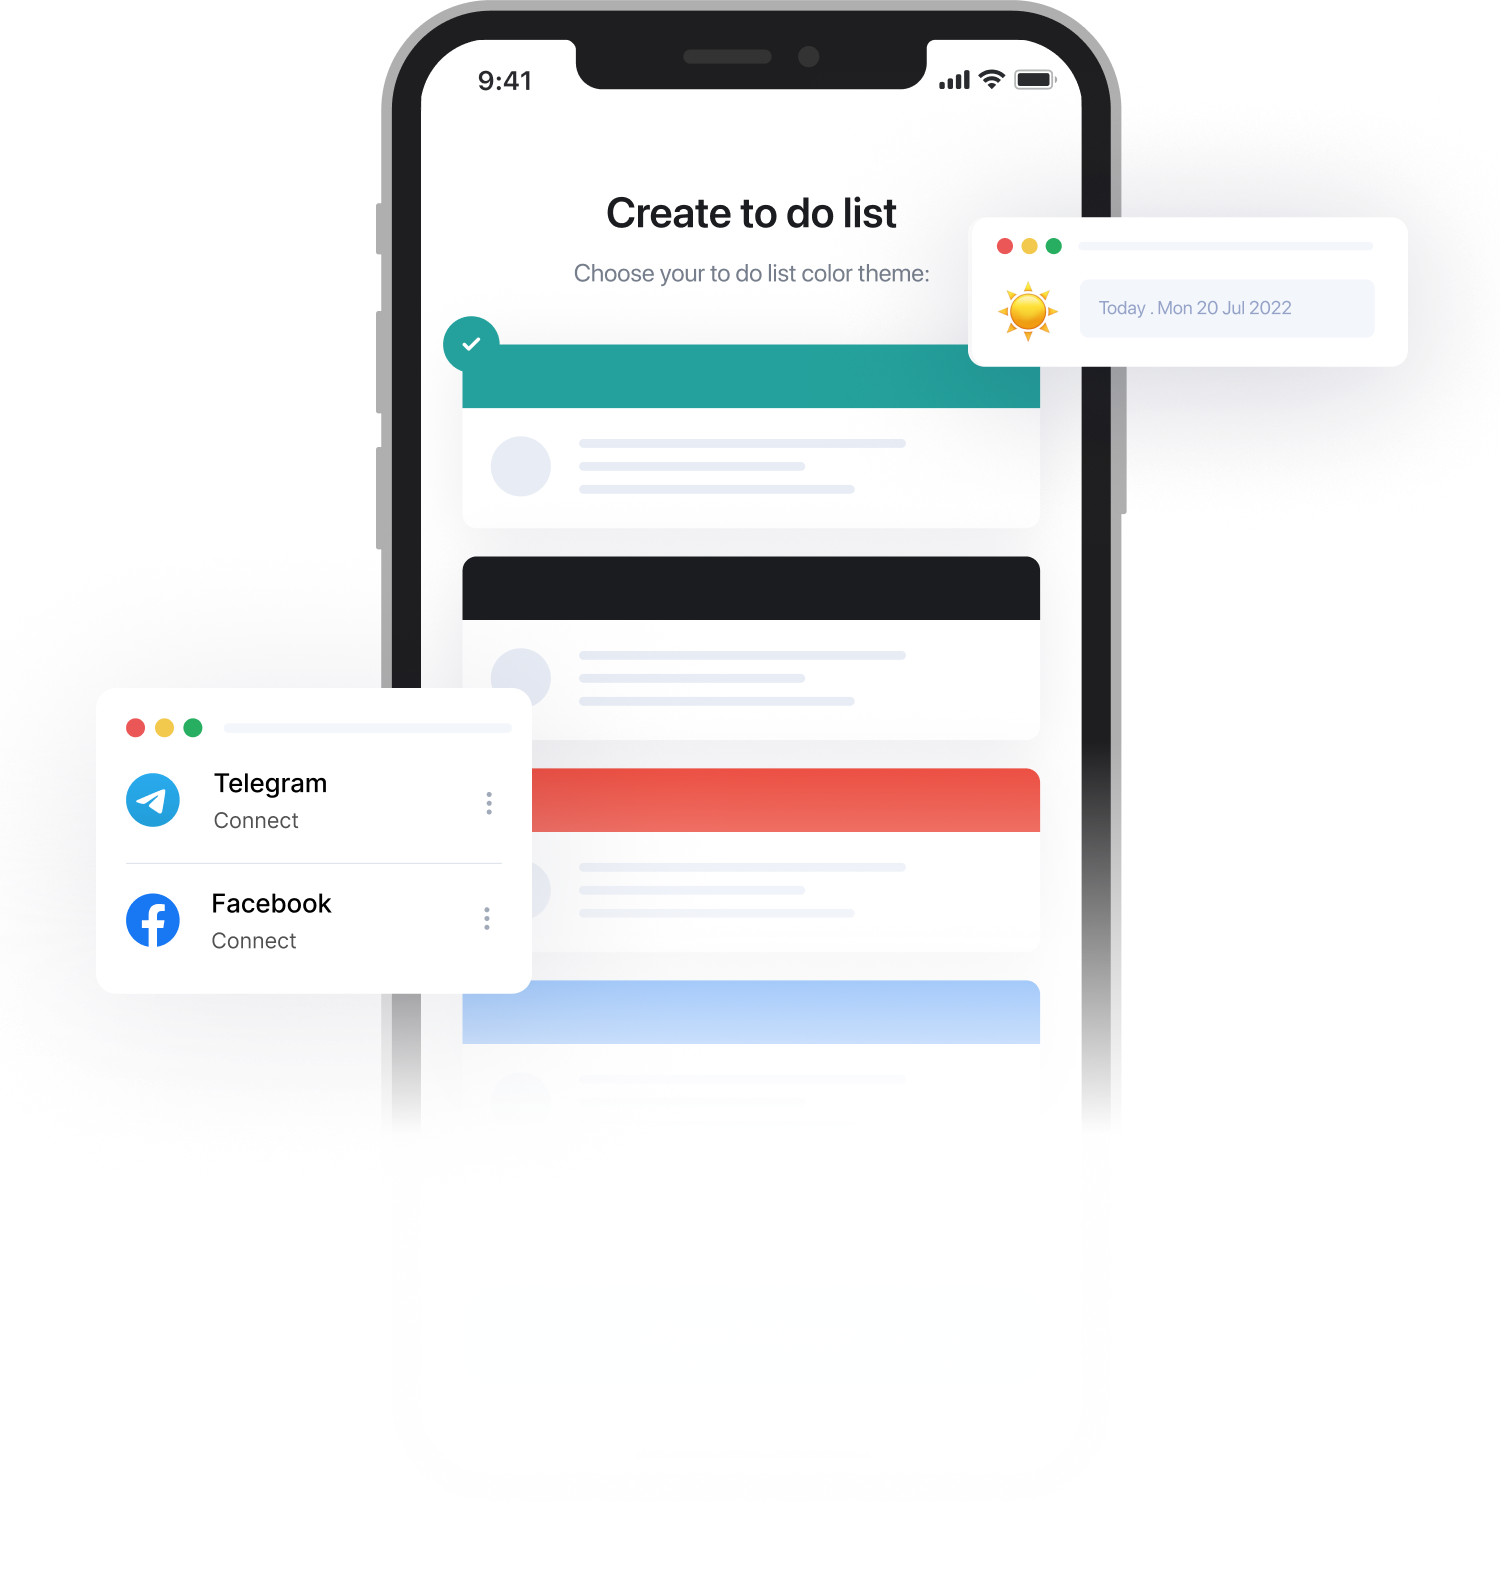 9:41
Create to do list
Choose your to do list color theme:
Today . Mon 20 Jul 2022
Telegram
Connect
Facebook
Connect